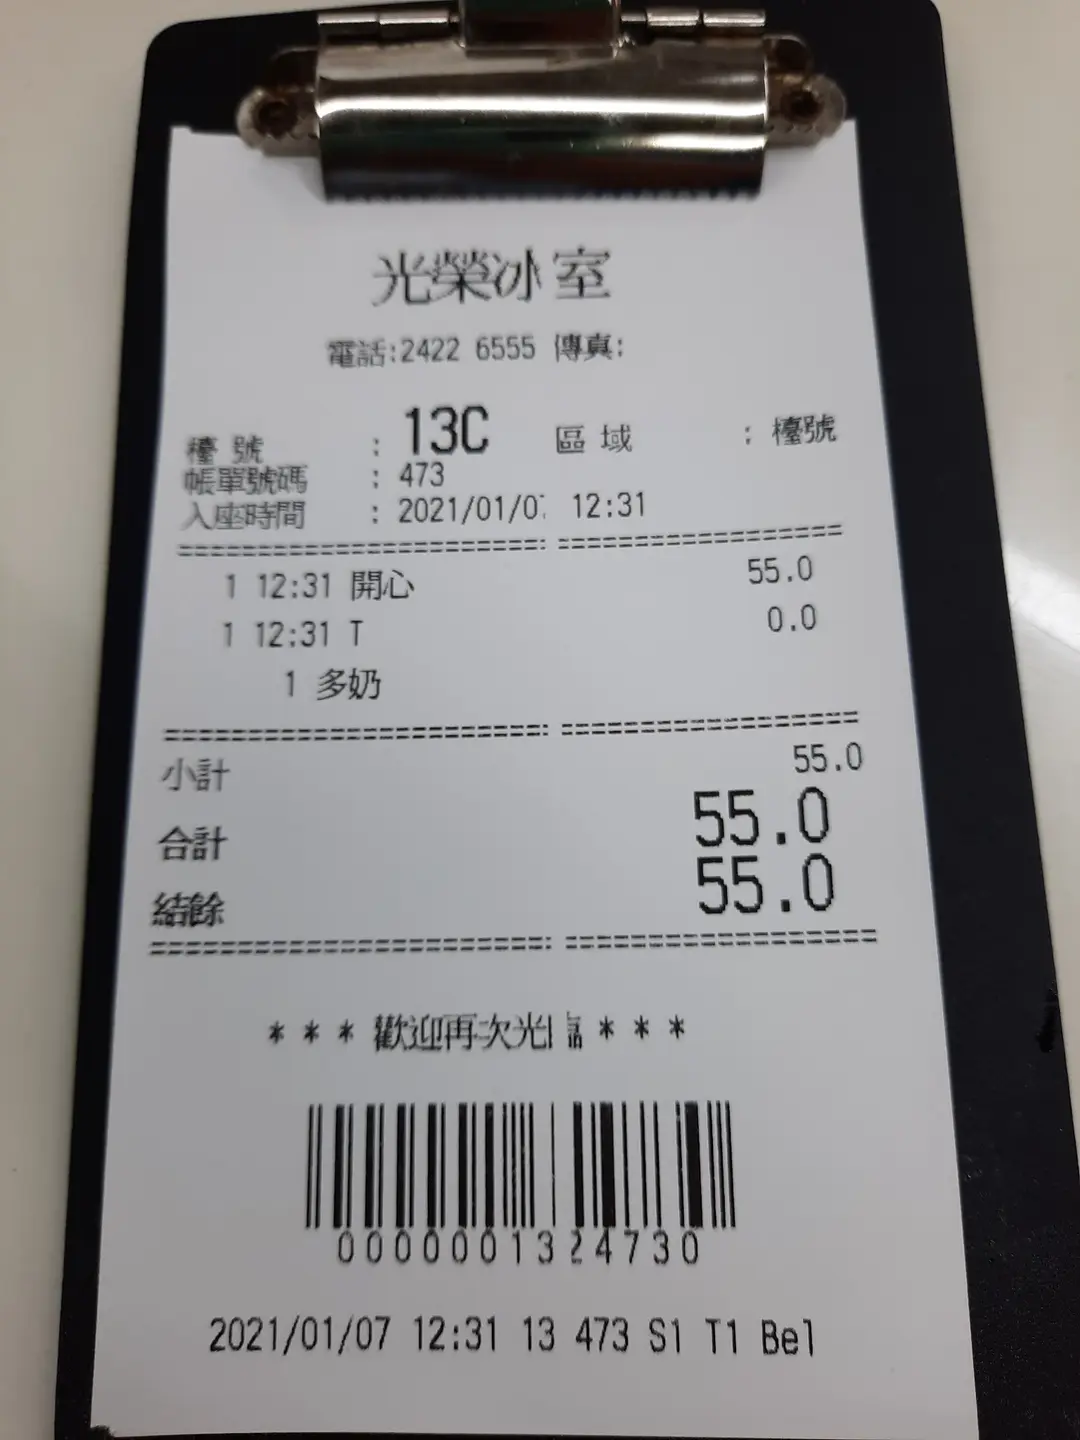 光榮冰室
電話:2422 6555 傳真:
檯 號 : 13C 區 域 : 檯號
帳單號碼 : 473
入座時間 : 2021/01/07 12:31
1 12:31 開心 55.0
1 12:31 T 0.0
1 多奶
小計 55.0
合計 55.0
結餘 55.0
* * * 歡迎再次光臨 * * *
0000001324730
2021/01/07 12:31 13 473 S1 T1 Bel